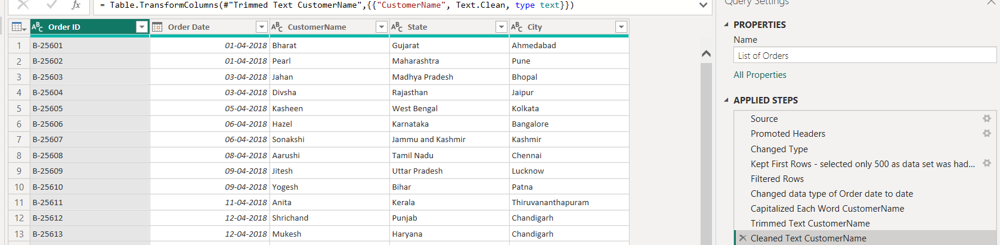 = Table.TransformColumns(#"Trimmed Text CustomerName",{{"CustomerName", Text.Clean, type text}})
Order ID Order Date CustomerName State City
1 B-25601 01-04-2018 Bharat Gujarat Ahmedabad
2 B-25602 01-04-2018 Pearl Maharashtra Pune
3 B-25603 03-04-2018 Jahan Madhya Pradesh Bhopal
4 B-25604 03-04-2018 Divsha Rajasthan Jaipur
5 B-25605 05-04-2018 Kasheen West Bengal Kolkata
6 B-25606 06-04-2018 Hazel Karnataka Bangalore
7 B-25607 06-04-2018 Sonakshi Jammu and Kashmir Kashmir
8 B-25608 08-04-2018 Aarushi Tamil Nadu Chennai
9 B-25609 09-04-2018 Jitesh Uttar Pradesh Lucknow
10 B-25610 09-04-2018 Yogesh Bihar Patna
11 B-25611 11-04-2018 Anita Kerala Thiruvananthapuram
12 B-25612 12-04-2018 Shrichand Punjab Chandigarh
13 B-25613 12-04-2018 Mukesh Haryana Chandigarh
Query Settings
PROPERTIES
Name
List of Orders
All Properties
APPLIED STEPS
Source
Promoted Headers
Changed Type
Kept First Rows - selected only 500 as data set was had...
Filtered Rows
Changed data type of Order date to date
Capitalized Each Word CustomerName
Trimmed Text CustomerName
Cleaned Text CustomerName